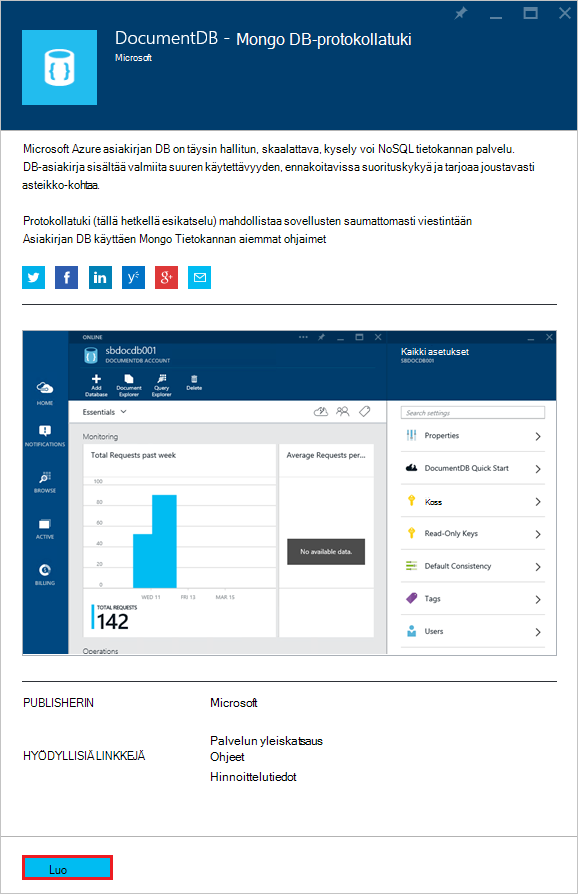 DocumentDB - Mongo DB-protokollatuki
Microsoft
Microsoft Azure asiakirjan DB on täysin hallitun, skaalattava, kysely voi NoSQL tietokannan palvelu.
DB-asiakirja sisältää valmiita suuren käytettävyyden, ennakoitavissa suorituskykyä ja tarjoaa joustavasti
asteikko-kohtaa.
Protokollatuki (tällä hetkellä esikatselu) mahdollistaa sovellusten saumattomasti viestintään
Asiakirjan DB käyttäen Mongo Tietokannan aiemmat ohjaimet
ONLINE
sbdocdb001
DOCUMENTDB ACCOUNT
Add Database
Document Explorer
Query Explorer
Delete
HOME
NOTIFICATIONS
BROWSE
ACTIVE
BILLING
Essentials
Monitoring
Total Requests past week
100
80
60
40
20
0
WED 11
FRI 13
MAR 15
TOTAL REQUESTS
142
Average Requests per...
No available data.
Operations
Kaikki asetukset
SBDOCDB001
Search settings
Properties
DocumentDB Quick Start
Koss
Read-Only Keys
Default Consistency
Tags
Users
PUBLISHERIN
Microsoft
HYÖDYLLISIÄ LINKKEJÄ
Palvelun yleiskatsaus
Ohjeet
Hinnoittelutiedot
Luo